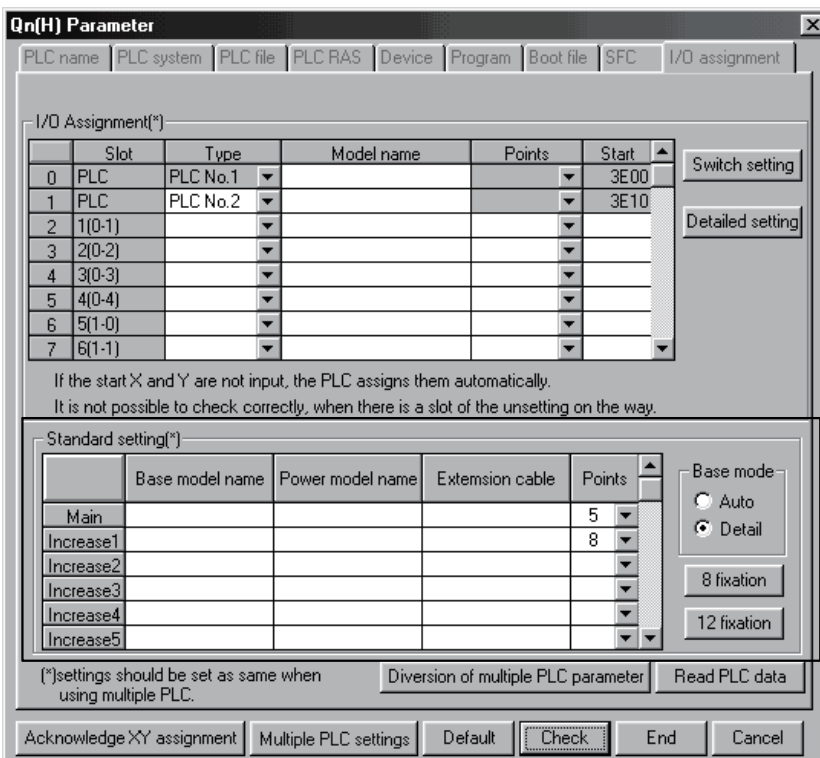 Qn(H) Parameter
PLC name PLC system PLC file PLC RAS Device Program Boot file SFC I/O assignment
I/O Assignment(*)
Slot Type Model name Points Start
0 PLC PLC No.1 3E00
1 PLC PLC No.2 3E10
2 1(0-1)
3 2(0-2)
4 3(0-3)
5 4(0-4)
6 5(1-0)
7 6(1-1)
Switch setting
Detailed setting
If the start X and Y are not input, the PLC assigns them automatically.
It is not possible to check correctly, when there is a slot of the unsetting on the way.
Standard setting(*)
Base model name Power model name Extemsion cable Points
Main 5
Increase1 8
Increase2
Increase3
Increase4
Increase5
Base mode
Auto
Detail
8 fixation
12 fixation
(*)settings should be set as same when
using multiple PLC.
Diversion of multiple PLC parameter Read PLC data
Acknowledge XY assignment Multiple PLC settings Default Check End Cancel